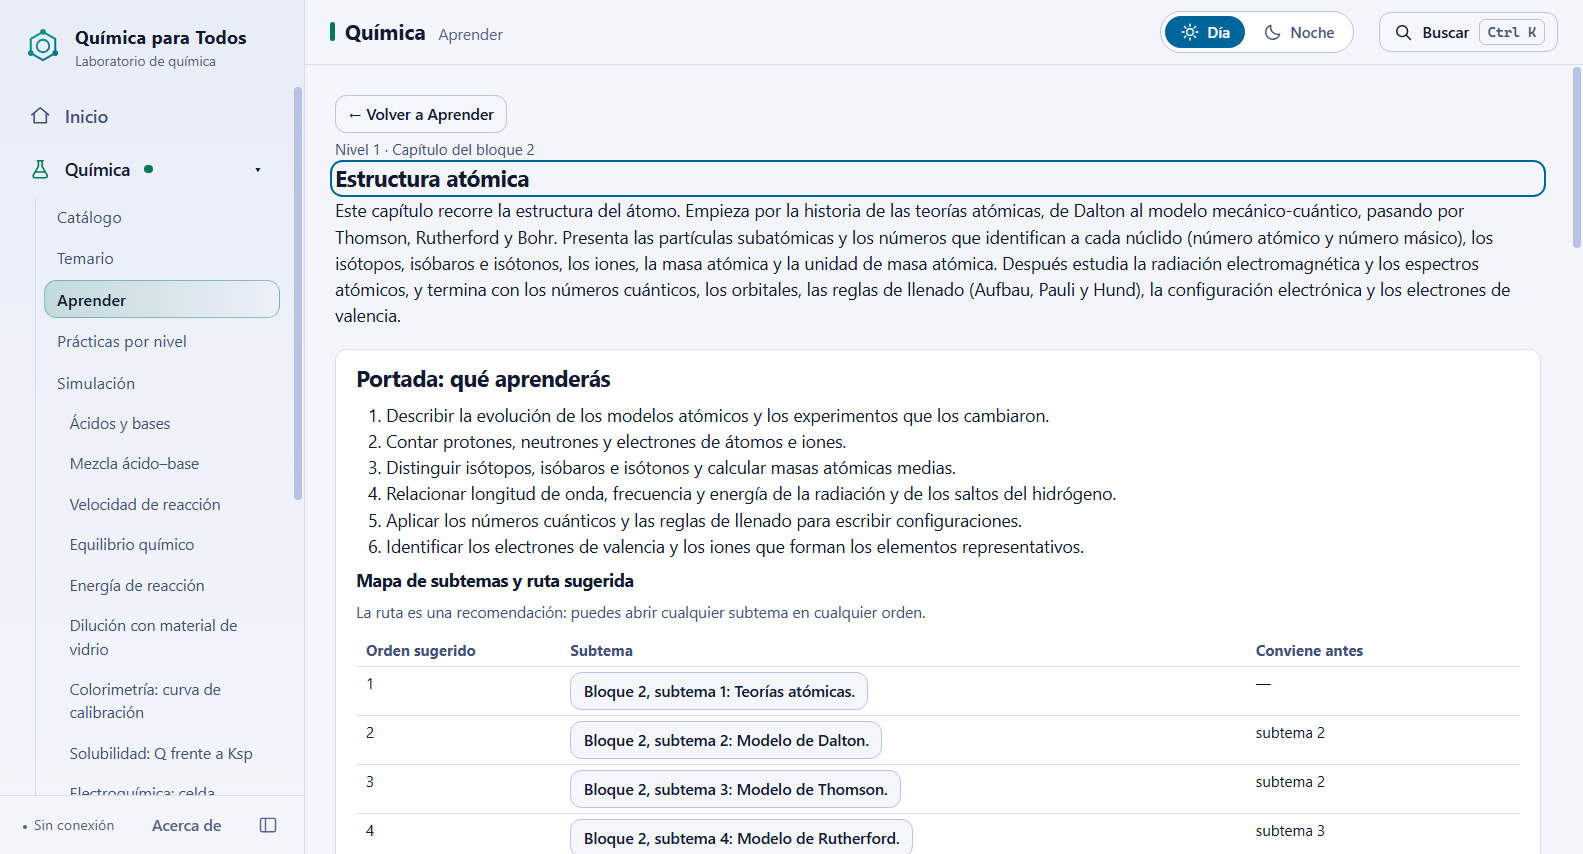 Química para Todos
Laboratorio de química
Inicio
Química
Catálogo
Temario
Aprender
Prácticas por nivel
Simulación
Ácidos y bases
Mezcla ácido–base
Velocidad de reacción
Equilibrio químico
Energía de reacción
Dilución con material de
vidrio
Colorimetría: curva de
calibración
Solubilidad: Q frente a Ksp
Electroquímica: celda
Sin conexión
Acerca de
Química Aprender
Día
Noche
Buscar Ctrl K
← Volver a Aprender
Nivel 1 · Capítulo del bloque 2
Estructura atómica
Este capítulo recorre la estructura del átomo. Empieza por la historia de las teorías atómicas, de Dalton al modelo mecánico-cuántico, pasando por
Thomson, Rutherford y Bohr. Presenta las partículas subatómicas y los números que identifican a cada núclido (número atómico y número másico), los
isótopos, isóbaros e isótonos, los iones, la masa atómica y la unidad de masa atómica. Después estudia la radiación electromagnética y los espectros
atómicos, y termina con los números cuánticos, los orbitales, las reglas de llenado (Aufbau, Pauli y Hund), la configuración electrónica y los electrones de
valencia.
Portada: qué aprenderás
1. Describir la evolución de los modelos atómicos y los experimentos que los cambiaron.
2. Contar protones, neutrones y electrones de átomos e iones.
3. Distinguir isótopos, isóbaros e isótonos y calcular masas atómicas medias.
4. Relacionar longitud de onda, frecuencia y energía de la radiación y de los saltos del hidrógeno.
5. Aplicar los números cuánticos y las reglas de llenado para escribir configuraciones.
6. Identificar los electrones de valencia y los iones que forman los elementos representativos.
Mapa de subtemas y ruta sugerida
La ruta es una recomendación: puedes abrir cualquier subtema en cualquier orden.
Orden sugerido Subtema Conviene antes
1 Bloque 2, subtema 1: Teorías atómicas. —
2 Bloque 2, subtema 2: Modelo de Dalton. subtema 2
3 Bloque 2, subtema 3: Modelo de Thomson. subtema 2
4 Bloque 2, subtema 4: Modelo de Rutherford. subtema 3